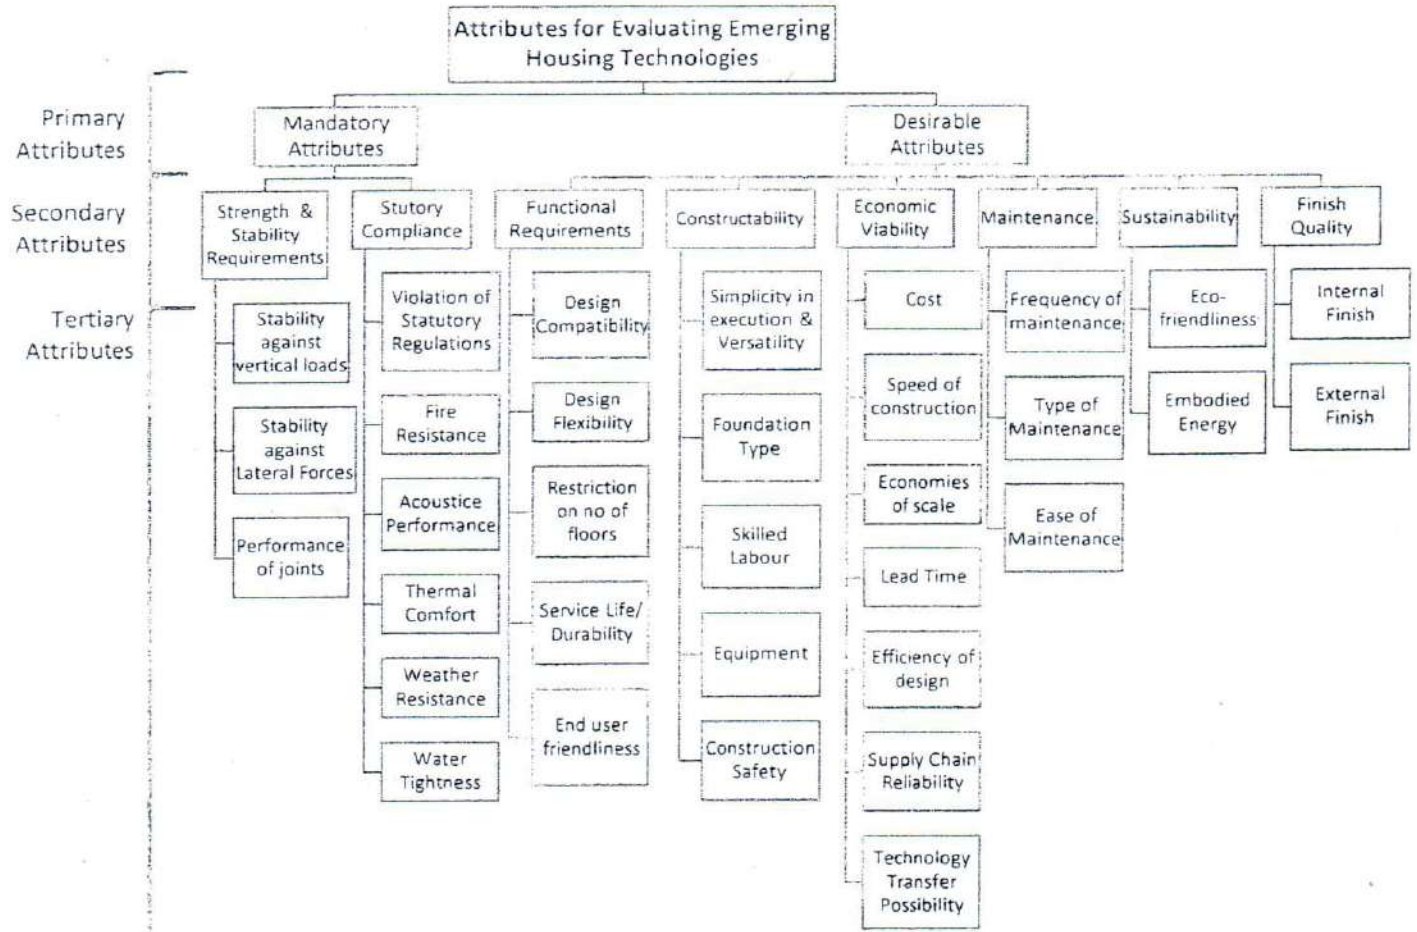 Attributes for Evaluating Emerging
Housing Technologies
Primary
Attributes
Mandatory
Attributes
Desirable
Attributes
Secondary
Attributes
Strength &
Stability
Requirements
Stutory
Compliance
Functional
Requirements
Constructability
Economic
Viability
Maintenance
Sustainability
Finish
Quality
Tertiary
Attributes
Stability
against
vertical loads
Stability
against
Lateral Forces
Performance
of joints
Violation of
Statutory
Regulations
Fire
Resistance
Acoustice
Performance
Thermal
Comfort
Weather
Resistance
Water
Tightness
Design
Compatibility
Design
Flexibility
Restriction
on no of
floors
Service Life/
Durability
End user
friendliness
Simplicity in
execution &
Versatility
Foundation
Type
Skilled
Labour
Equipment
Construction
Safety
Cost
Speed of
construction
Economies
of scale
Lead Time
Efficiency of
design
Supply Chain
Reliability
Technology
Transfer
Possibility
Frequency of
maintenance
Type of
Maintenance
Ease of
Maintenance
Eco-
friendliness
Embodied
Energy
Internal
Finish
External
Finish